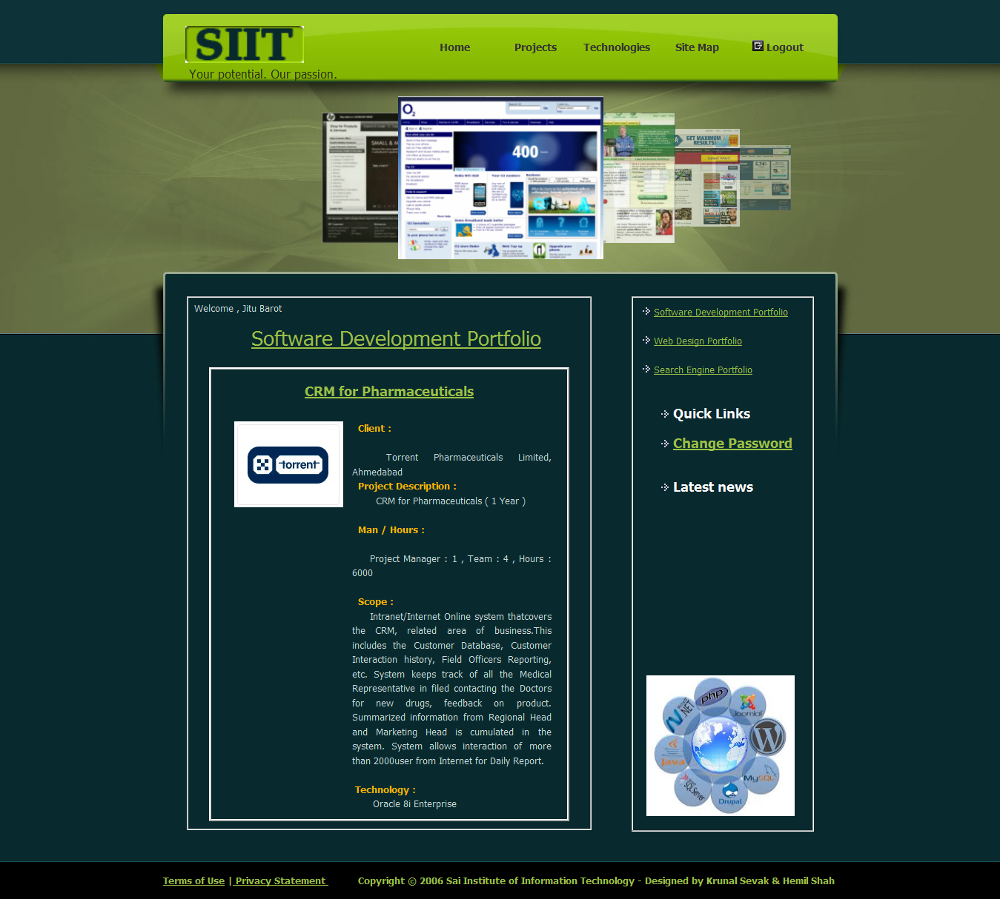 SIIT
Your potential. Our passion.
Home Projects Technologies Site Map Logout
O2
400
GET MAXIMUM
RESULTS!
Welcome , Jitu Barot
Software Development Portfolio
CRM for Pharmaceuticals
torrent
Client :
Torrent Pharmaceuticals Limited,
Ahmedabad
Project Description :
CRM for Pharmaceuticals ( 1 Year )
Man / Hours :
Project Manager : 1 , Team : 4 , Hours :
6000
Scope :
Intranet/Internet Online system thatcovers
the CRM, related area of business.This
includes the Customer Database, Customer
Interaction history, Field Officers Reporting,
etc. System keeps track of all the Medical
Representative in filed contacting the Doctors
for new drugs, feedback on product.
Summarized information from Regional Head
and Marketing Head is cumulated in the
system. System allows interaction of more
than 2000user from Internet for Daily Report.
Technology :
Oracle 8i Enterprise
Software Development Portfolio
Web Design Portfolio
Search Engine Portfolio
Quick Links
Change Password
Latest news
php
Joomla!
.NET
Java
MySQL
SQL Server
Drupal
Terms of Use | Privacy Statement
Copyright © 2006 Sai Institute of Information Technology - Designed by Krunal Sevak & Hemil Shah